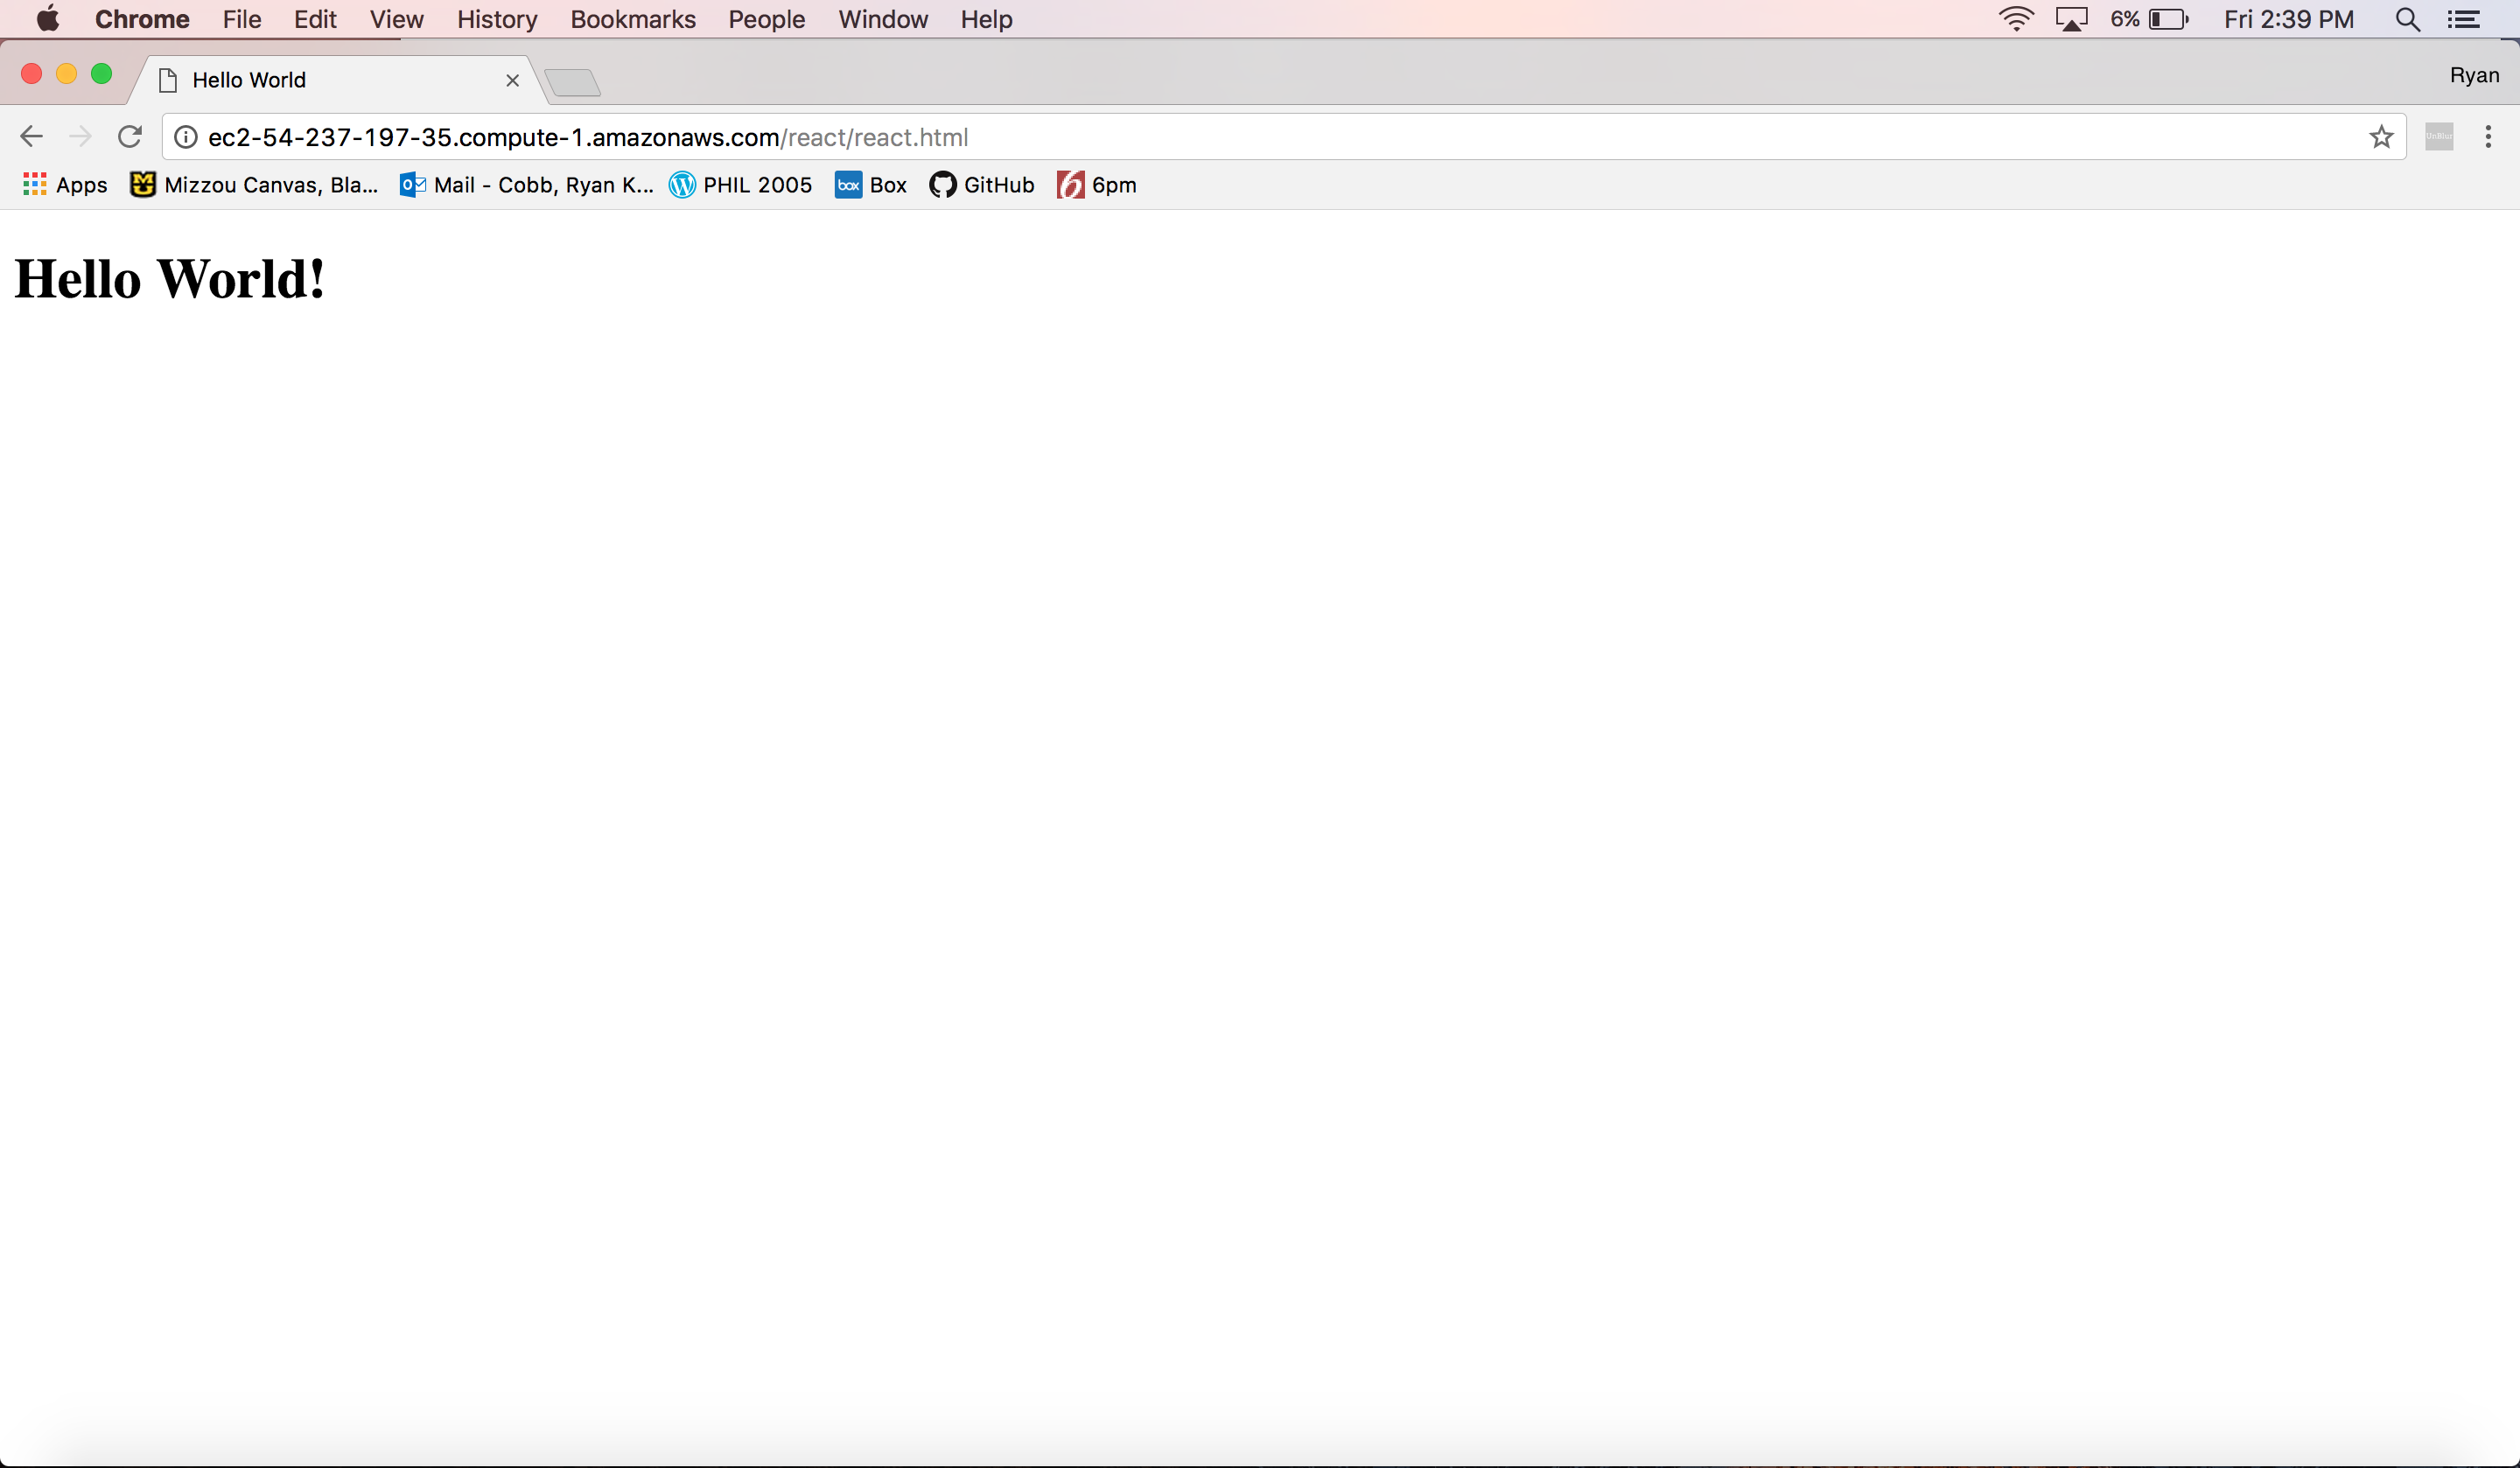 Chrome File Edit View History Bookmarks People Window Help 6% Fri 2:39 PM
Hello World Ryan
ec2-54-237-197-35.compute-1.amazonaws.com/react/react.html UnBlur
Apps Mizzou Canvas, Bla... Mail - Cobb, Ryan K... PHIL 2005 box Box GitHub 6pm
Hello World!